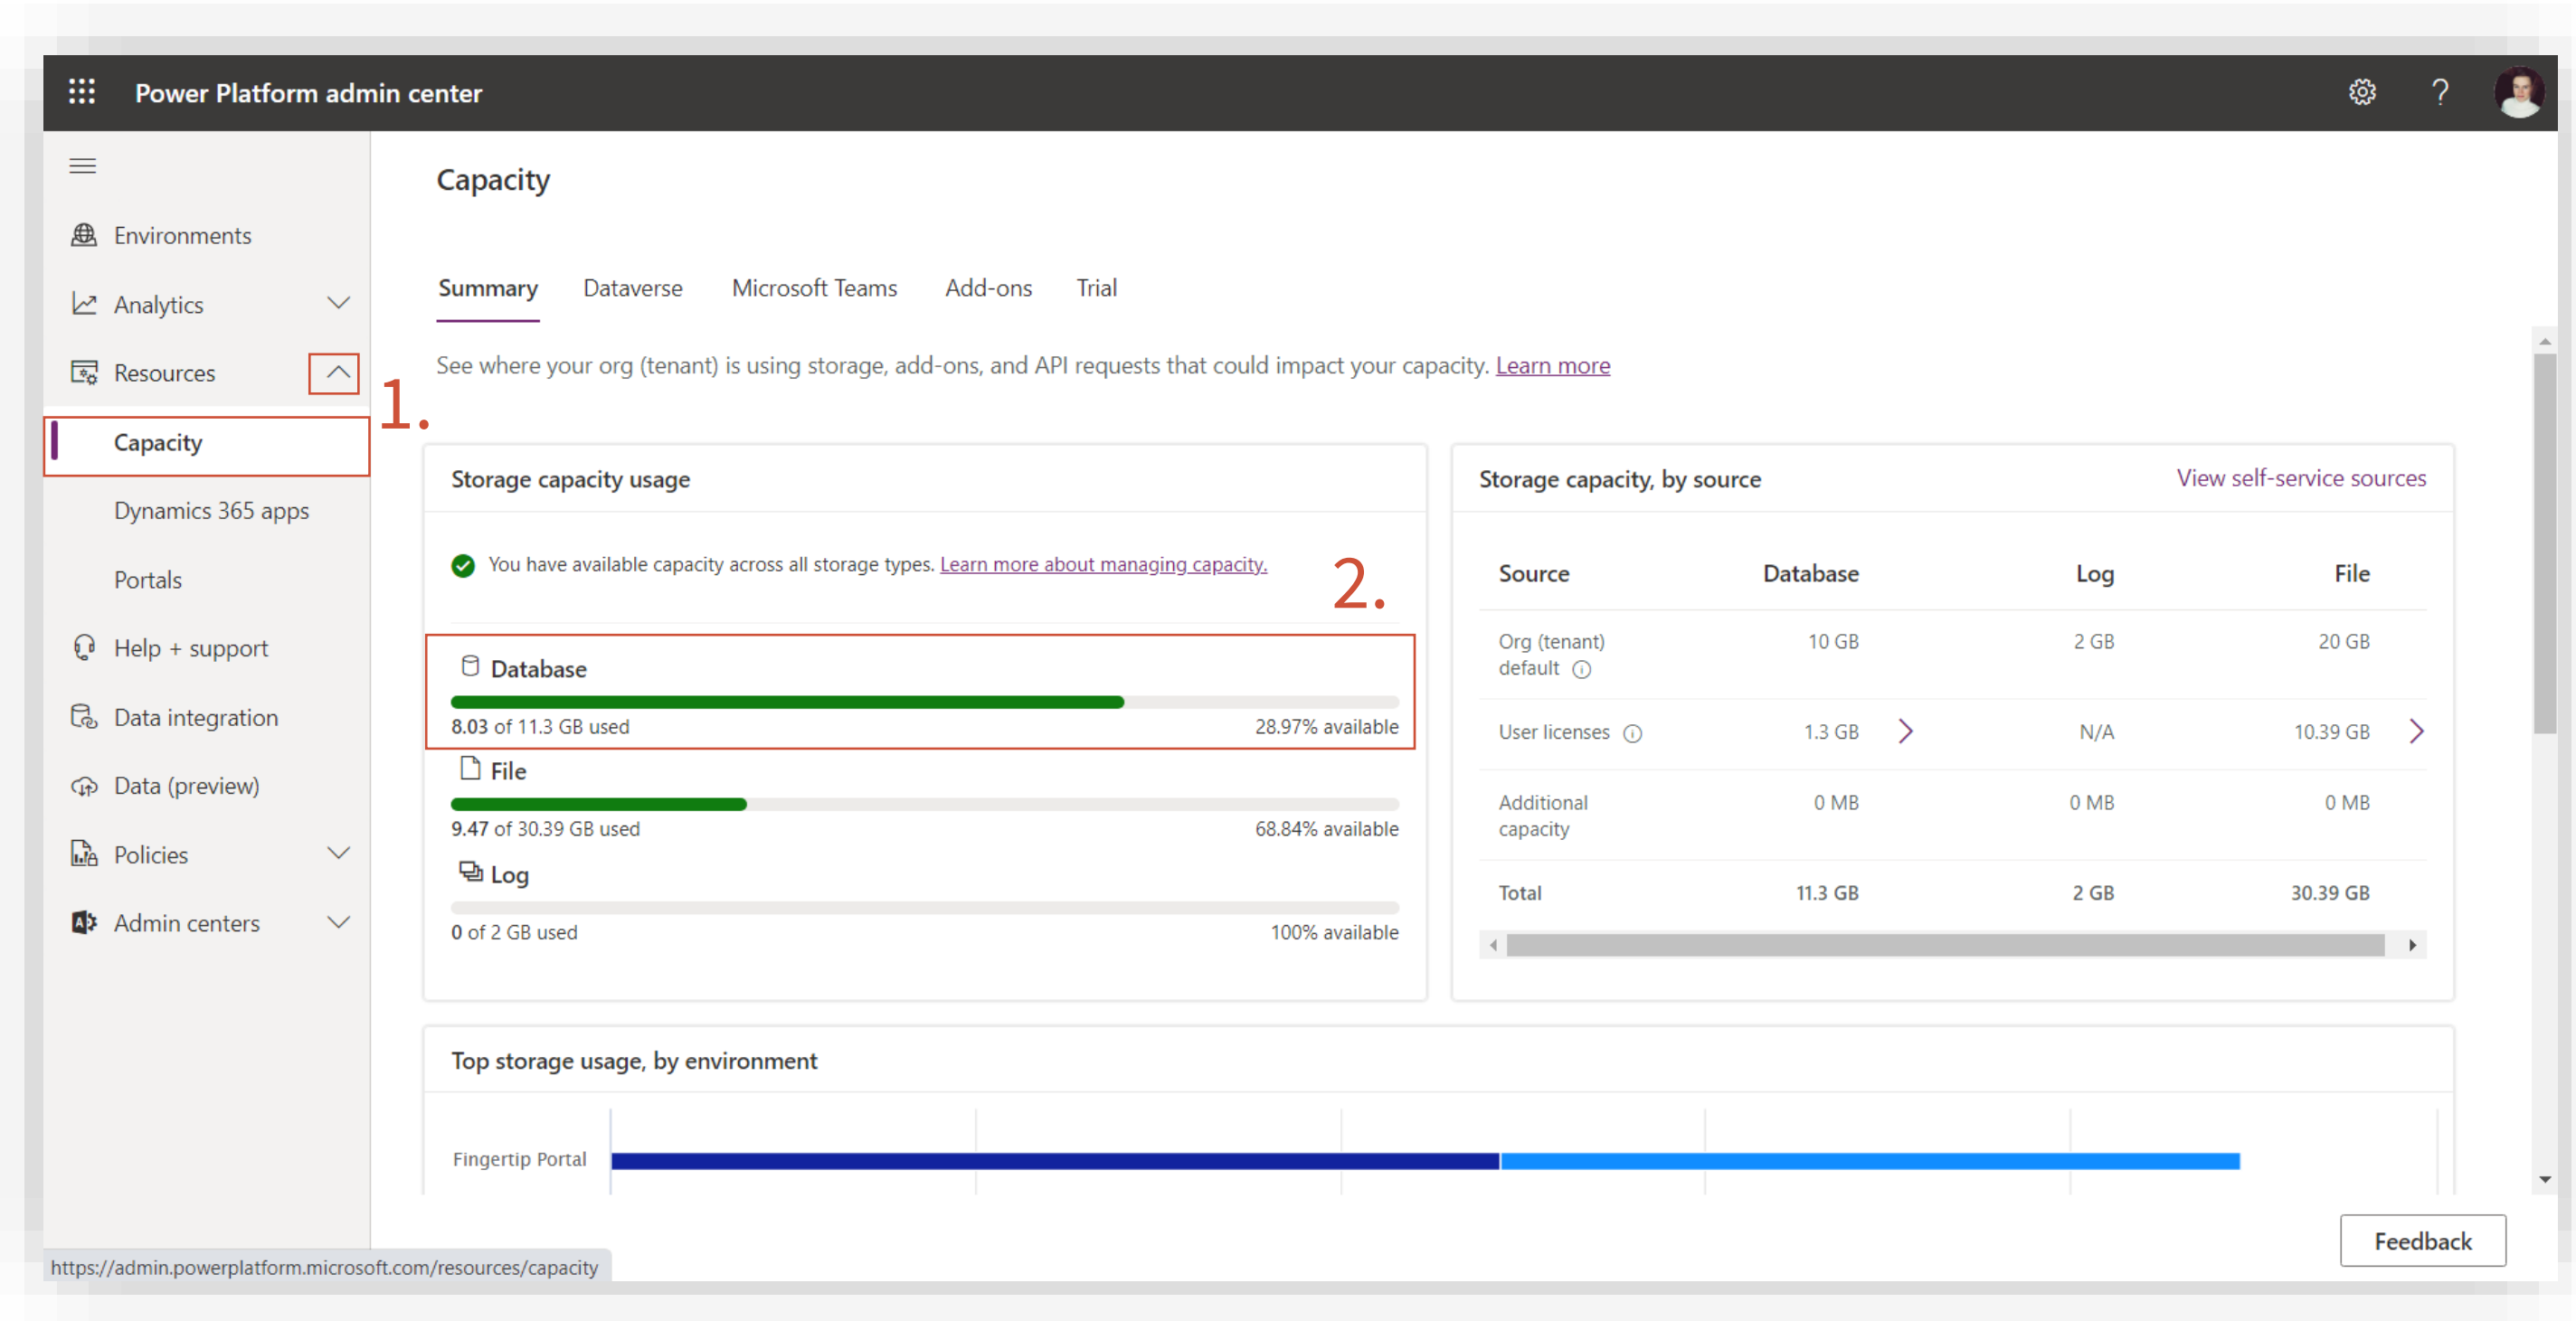 Power Platform admin center
?
Environments
Analytics
Resources
1.
Capacity
Dynamics 365 apps
Portals
Help + support
Data integration
Data (preview)
Policies
Admin centers
Capacity
Summary Dataverse Microsoft Teams Add-ons Trial
See where your org (tenant) is using storage, add-ons, and API requests that could impact your capacity. Learn more
Storage capacity usage
You have available capacity across all storage types. Learn more about managing capacity.
2.
Database
8.03 of 11.3 GB used 28.97% available
File
9.47 of 30.39 GB used 68.84% available
Log
0 of 2 GB used 100% available
Storage capacity, by source View self-service sources
Source Database Log File
Org (tenant) 10 GB 2 GB 20 GB
default
User licenses 1.3 GB N/A 10.39 GB
Additional 0 MB 0 MB 0 MB
capacity
Total 11.3 GB 2 GB 30.39 GB
Top storage usage, by environment
Fingertip Portal
Feedback
https://admin.powerplatform.microsoft.com/resources/capacity